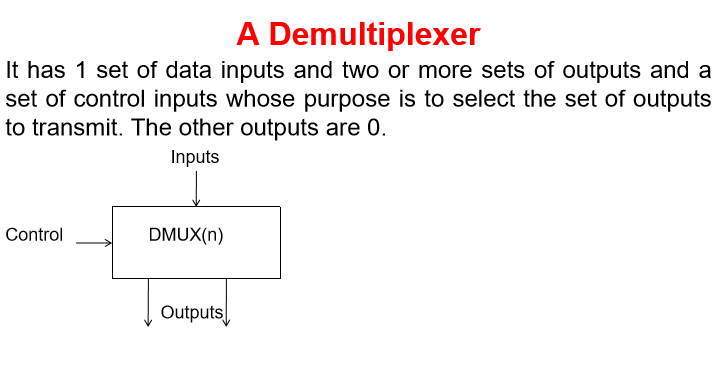 A Demultiplexer
It has 1 set of data inputs and two or more sets of outputs and a
set of control inputs whose purpose is to select the set of outputs
to transmit. The other outputs are 0.
Inputs
Control
DMUX(n)
Outputs